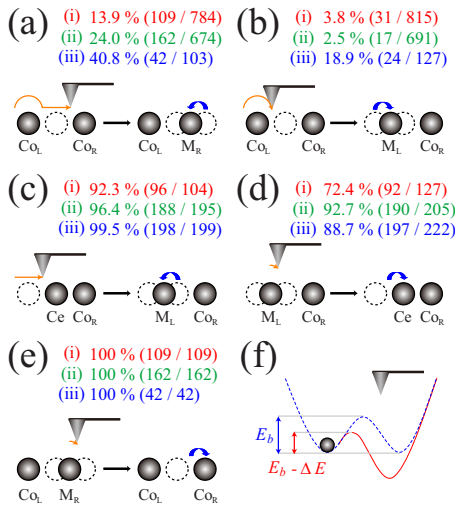 (a)
(i) 13.9 % (109 / 784)
(ii) 24.0 % (162 / 674)
(iii) 40.8 % (42 / 103)
Co_L Co_R Co_L M_R
(b)
(i) 3.8 % (31 / 815)
(ii) 2.5 % (17 / 691)
(iii) 18.9 % (24 / 127)
Co_L Co_R M_L Co_R
(c)
(i) 92.3 % (96 / 104)
(ii) 96.4 % (188 / 195)
(iii) 99.5 % (198 / 199)
Ce Co_R M_L Co_R
(d)
(i) 72.4 % (92 / 127)
(ii) 92.7 % (190 / 205)
(iii) 88.7 % (197 / 222)
M_L Co_R Ce Co_R
(e)
(i) 100 % (109 / 109)
(ii) 100 % (162 / 162)
(iii) 100 % (42 / 42)
Co_L M_R Co_L Co_R
(f)
E_b
E_b - ΔE